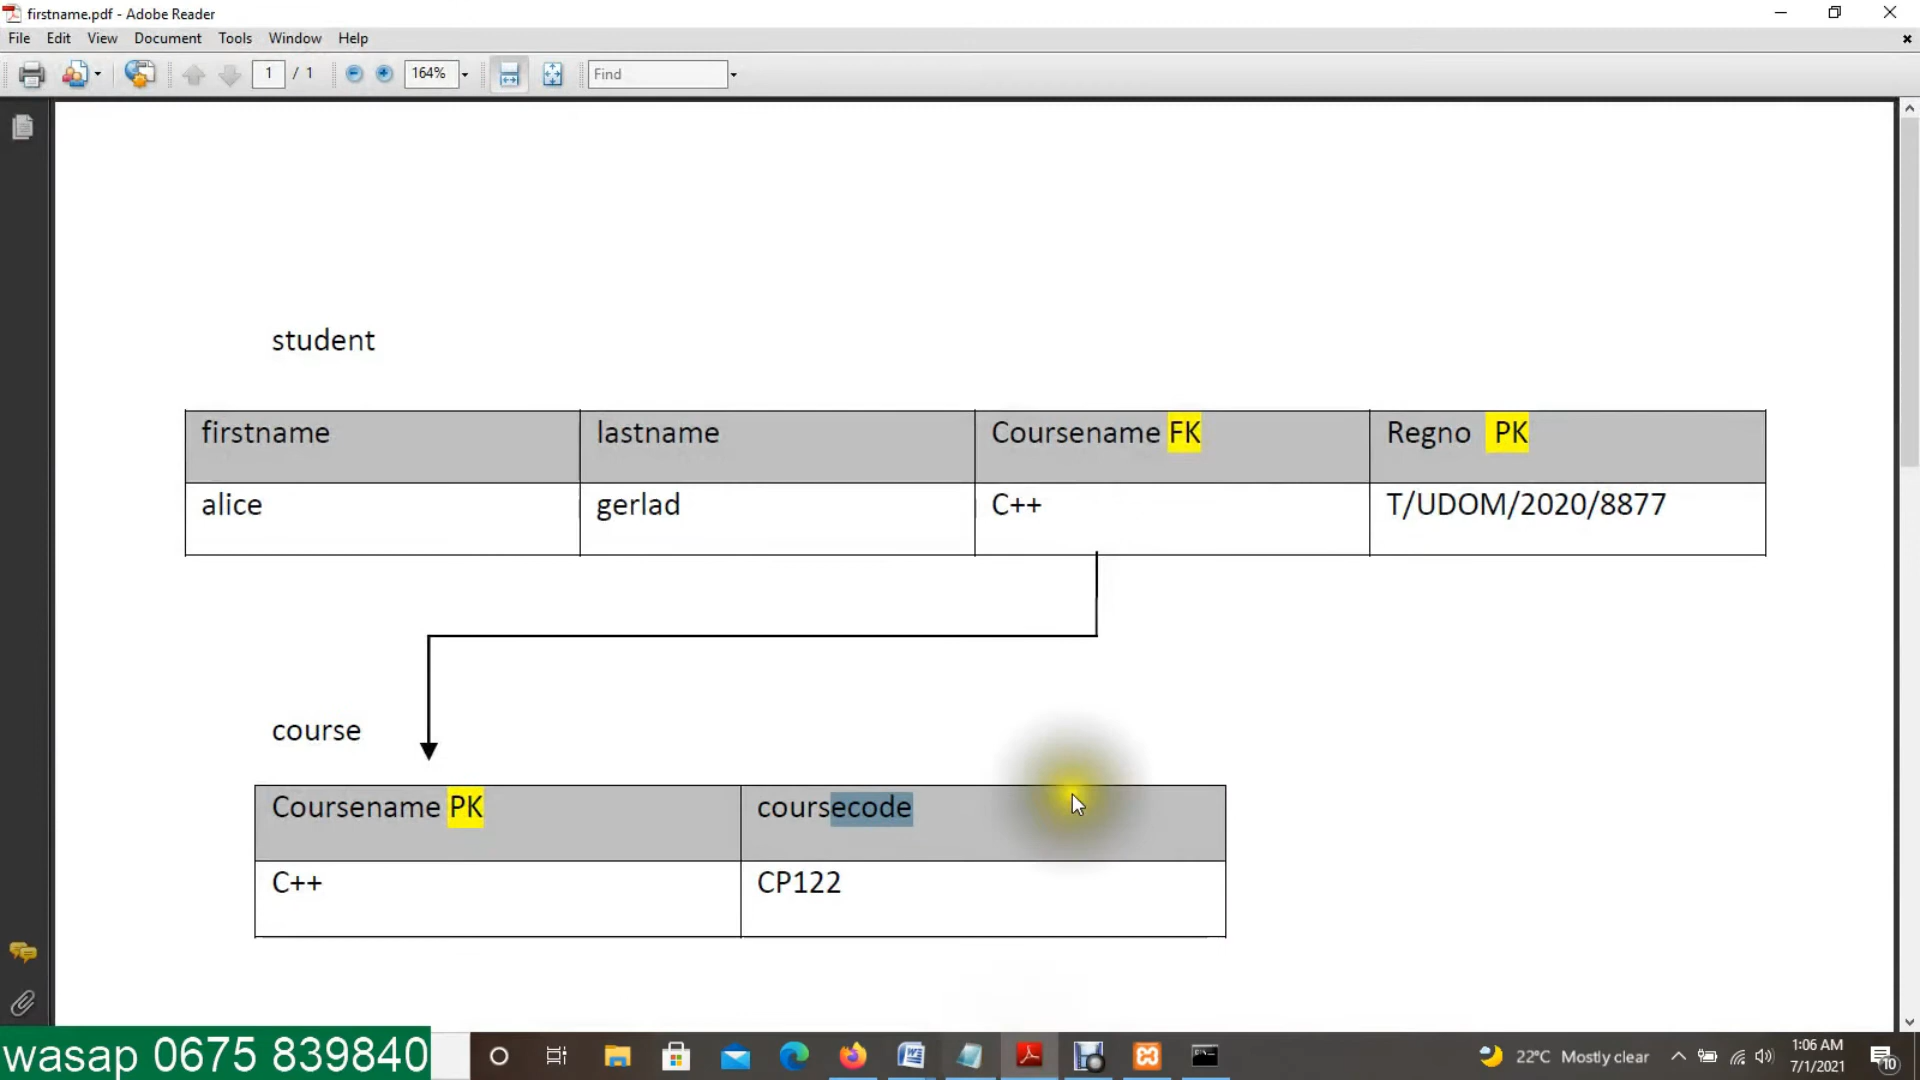 firstname.pdf - Adobe Reader
File Edit View Document Tools Window Help
1 / 1 164% Find
student
firstname lastname Coursename FK Regno PK
alice gerlad C++ T/UDOM/2020/8877
course
Coursename PK coursecode
C++ CP122
wasap 0675 839840
22°C Mostly clear
1:06 AM
7/1/2021
10